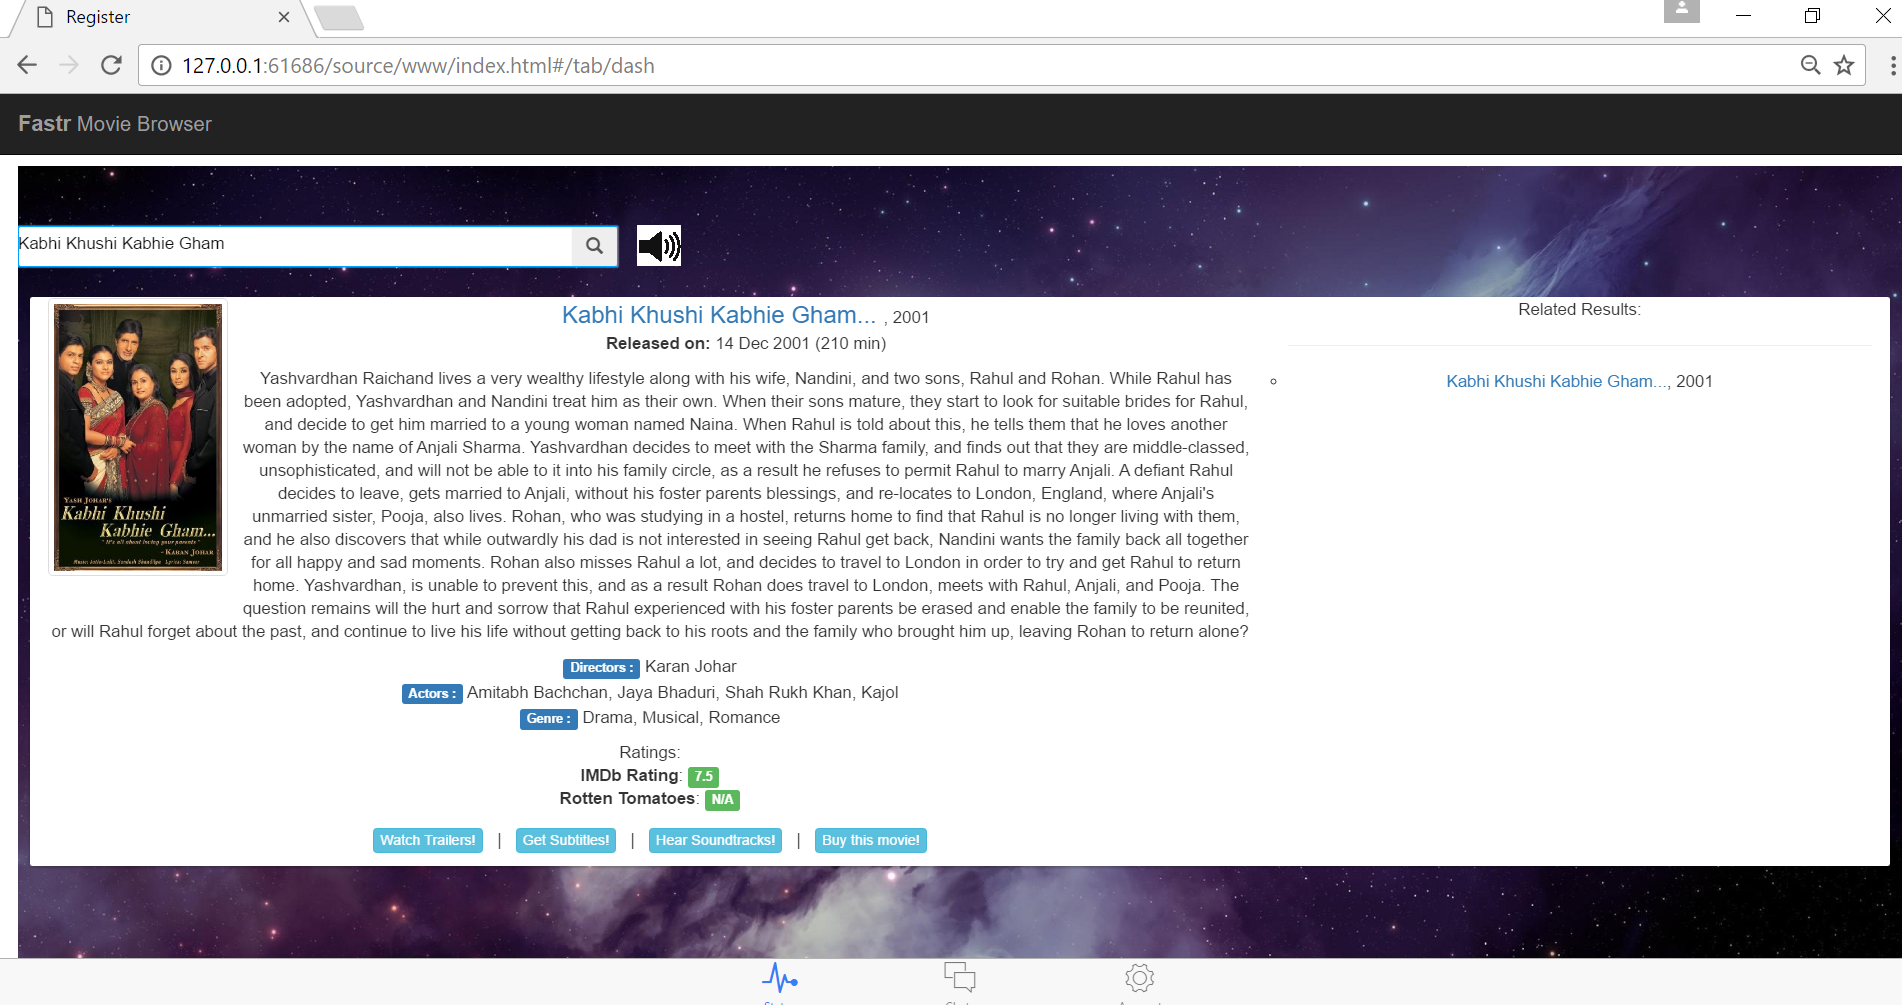 Register
127.0.0.1:61686/source/www/index.html#/tab/dash
Fastr Movie Browser
Kabhi Khushi Kabhie Gham
YASH JOHAR'S
Kabhi Khushi
Kabhie Gham...
"It's all about loving your parents"
- KARAN JOHAR
Kabhi Khushi Kabhie Gham... , 2001
Released on: 14 Dec 2001 (210 min)
Yashvardhan Raichand lives a very wealthy lifestyle along with his wife, Nandini, and two sons, Rahul and Rohan. While Rahul has
been adopted, Yashvardhan and Nandini treat him as their own. When their sons mature, they start to look for suitable brides for Rahul,
and decide to get him married to a young woman named Naina. When Rahul is told about this, he tells them that he loves another
woman by the name of Anjali Sharma. Yashvardhan decides to meet with the Sharma family, and finds out that they are middle-classed,
unsophisticated, and will not be able to it into his family circle, as a result he refuses to permit Rahul to marry Anjali. A defiant Rahul
decides to leave, gets married to Anjali, without his foster parents blessings, and re-locates to London, England, where Anjali's
unmarried sister, Pooja, also lives. Rohan, who was studying in a hostel, returns home to find that Rahul is no longer living with them,
and he also discovers that while outwardly his dad is not interested in seeing Rahul get back, Nandini wants the family back all together
for all happy and sad moments. Rohan also misses Rahul a lot, and decides to travel to London in order to try and get Rahul to return
home. Yashvardhan, is unable to prevent this, and as a result Rohan does travel to London, meets with Rahul, Anjali, and Pooja. The
question remains will the hurt and sorrow that Rahul experienced with his foster parents be erased and enable the family to be reunited,
or will Rahul forget about the past, and continue to live his life without getting back to his roots and the family who brought him up, leaving Rohan to return alone?
Directors : Karan Johar
Actors : Amitabh Bachchan, Jaya Bhaduri, Shah Rukh Khan, Kajol
Genre : Drama, Musical, Romance
Ratings:
IMDb Rating: 7.5
Rotten Tomatoes: N/A
Watch Trailers! | Get Subtitles! | Hear Soundtracks! | Buy this movie!
Related Results:
Kabhi Khushi Kabhie Gham..., 2001